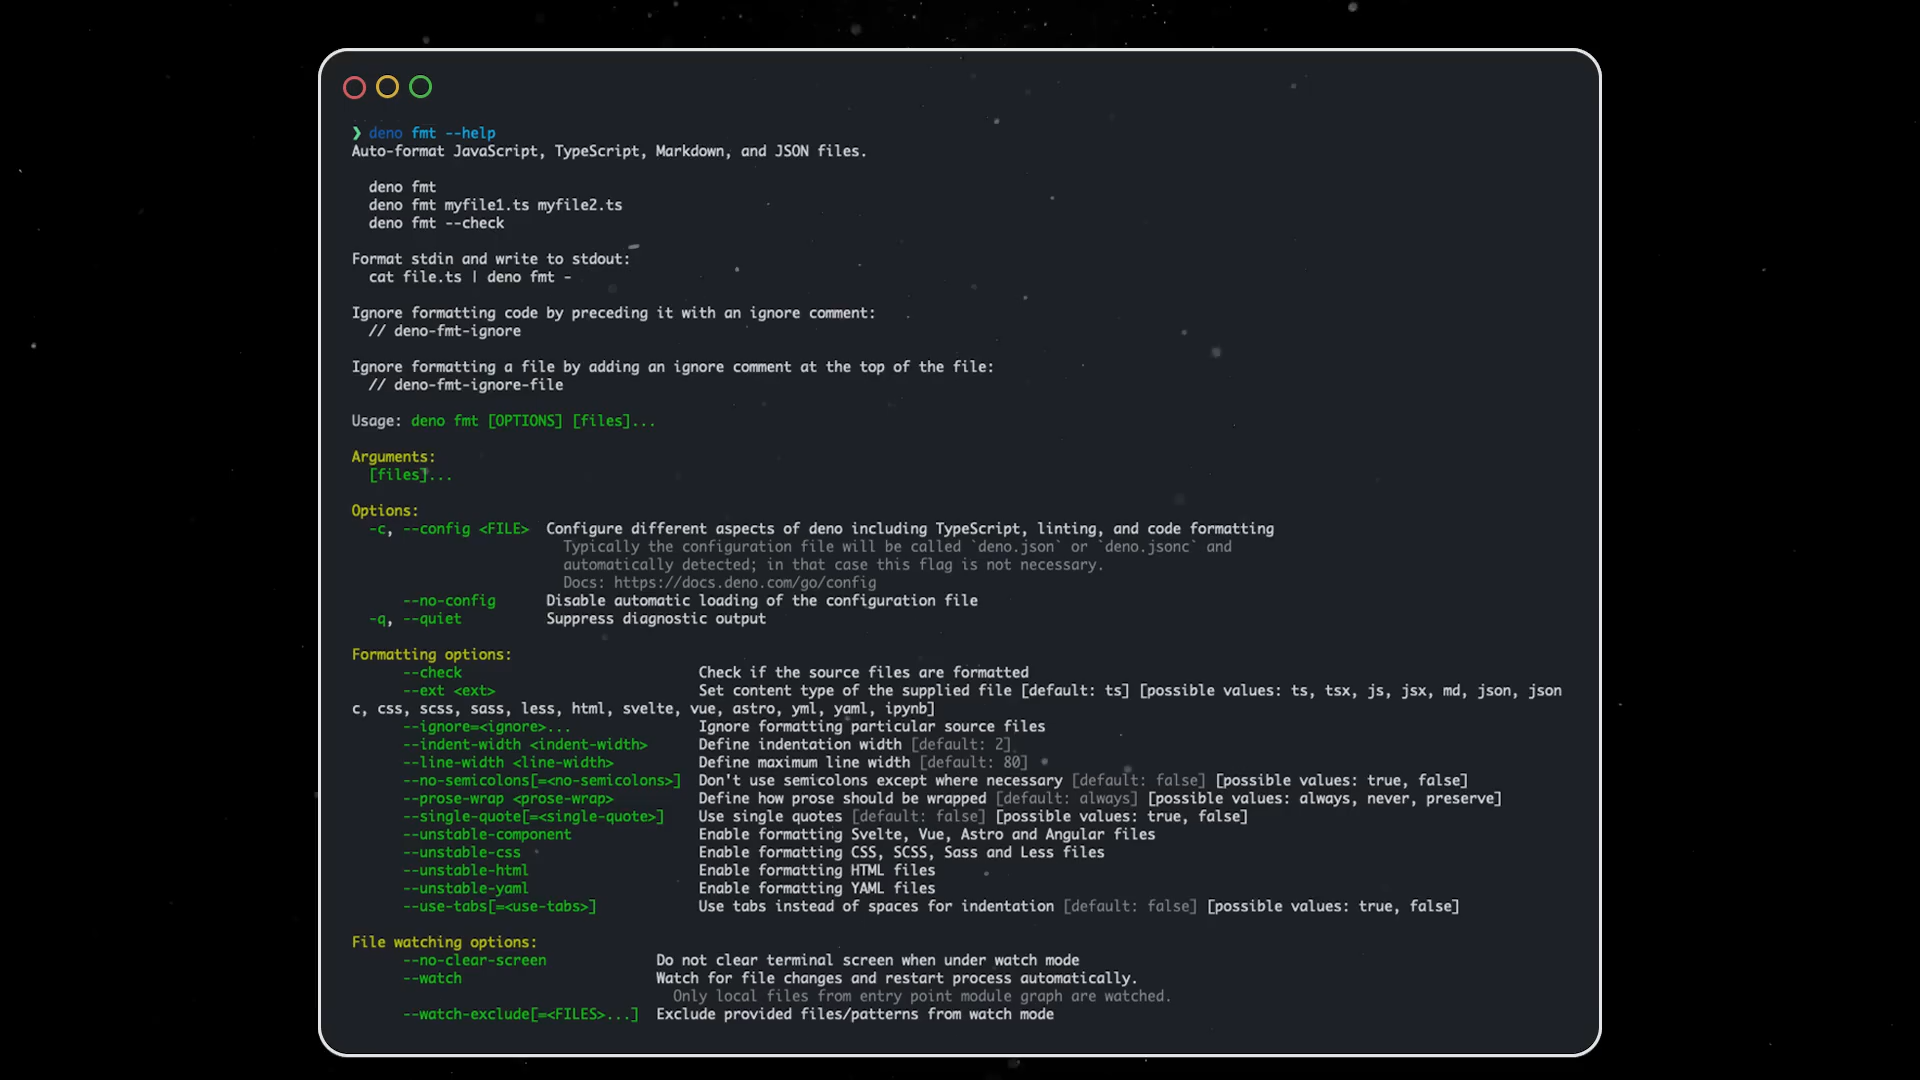 ❯ deno fmt --help
Auto-format JavaScript, TypeScript, Markdown, and JSON files.
deno fmt
deno fmt myfile1.ts myfile2.ts
deno fmt --check
Format stdin and write to stdout:
cat file.ts | deno fmt -
Ignore formatting code by preceding it with an ignore comment:
// deno-fmt-ignore
Ignore formatting a file by adding an ignore comment at the top of the file:
// deno-fmt-ignore-file
Usage: deno fmt [OPTIONS] [files]...
Arguments:
[files]...
Options:
-c, --config <FILE> Configure different aspects of deno including TypeScript, linting, and code formatting
Typically the configuration file will be called `deno.json` or `deno.jsonc` and
automatically detected; in that case this flag is not necessary.
Docs: https://docs.deno.com/go/config
--no-config Disable automatic loading of the configuration file
-q, --quiet Suppress diagnostic output
Formatting options:
--check Check if the source files are formatted
--ext <ext> Set content type of the supplied file [default: ts] [possible values: ts, tsx, js, jsx, md, json, json
c, css, scss, sass, less, html, svelte, vue, astro, yml, yaml, ipynb]
--ignore=<ignore>... Ignore formatting particular source files
--indent-width <indent-width> Define indentation width [default: 2]
--line-width <line-width> Define maximum line width [default: 80]
--no-semicolons[=<no-semicolons>] Don't use semicolons except where necessary [default: false] [possible values: true, false]
--prose-wrap <prose-wrap> Define how prose should be wrapped [default: always] [possible values: always, never, preserve]
--single-quote[=<single-quote>] Use single quotes [default: false] [possible values: true, false]
--unstable-component Enable formatting Svelte, Vue, Astro and Angular files
--unstable-css Enable formatting CSS, SCSS, Sass and Less files
--unstable-html Enable formatting HTML files
--unstable-yaml Enable formatting YAML files
--use-tabs[=<use-tabs>] Use tabs instead of spaces for indentation [default: false] [possible values: true, false]
File watching options:
--no-clear-screen Do not clear terminal screen when under watch mode
--watch Watch for file changes and restart process automatically.
Only local files from entry point module graph are watched.
--watch-exclude[=<FILES>...] Exclude provided files/patterns from watch mode